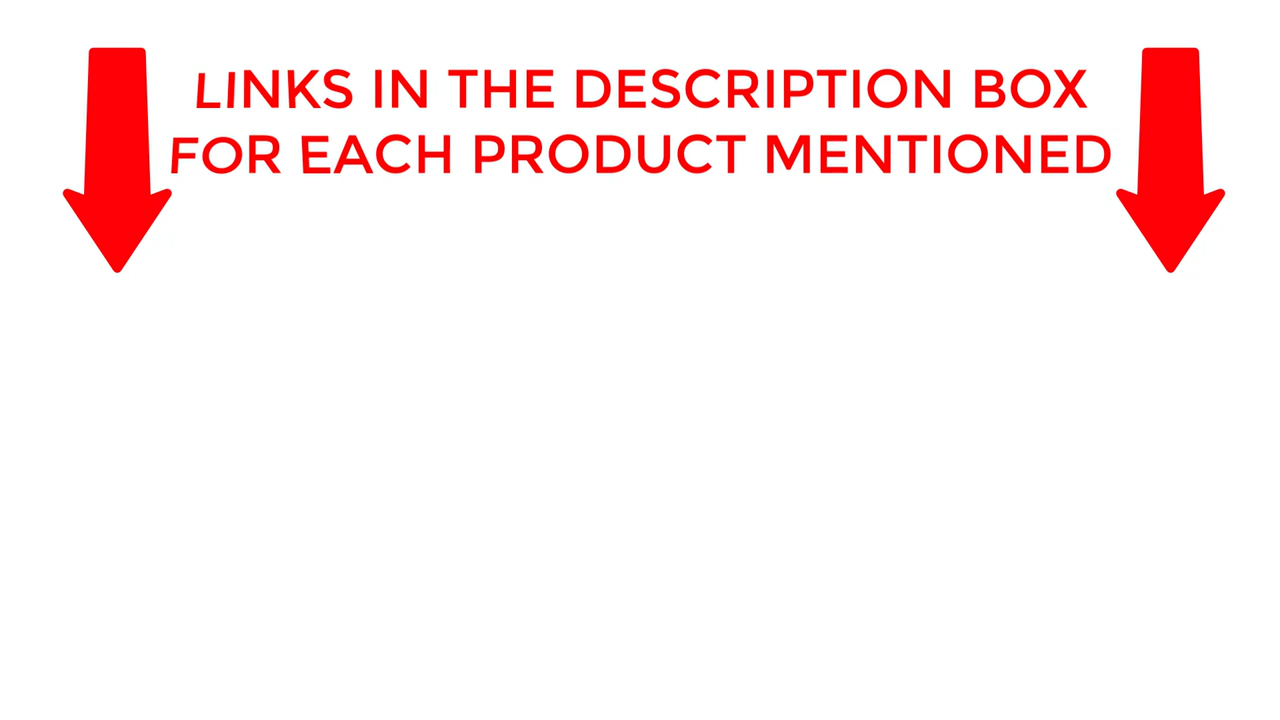 LINKS IN THE DESCRIPTION BOX
FOR EACH PRODUCT MENTIONED